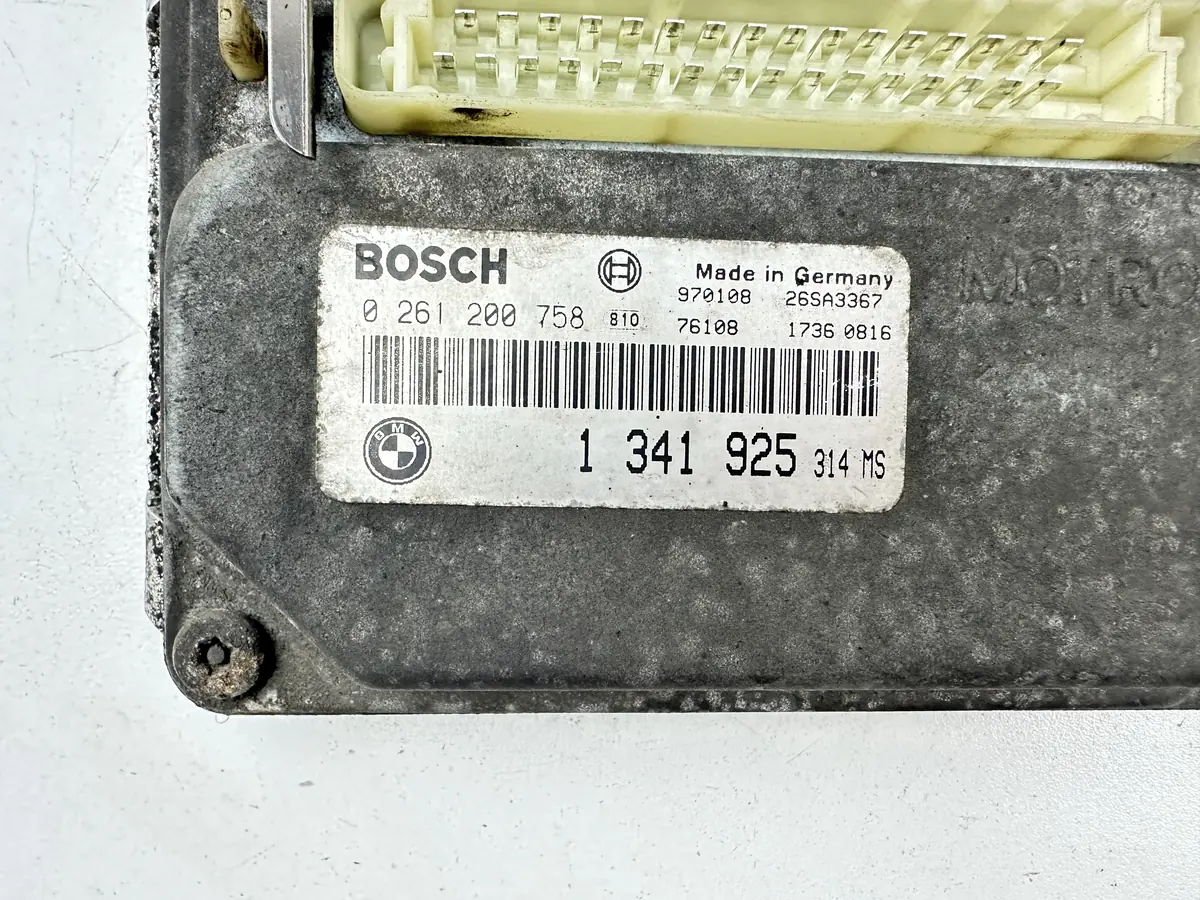 BOSCH
Made in Germany
970108 26SA3367
0 261 200 758 810 76108 1736 0816
BMW
1 341 925 314 MS
MOTRO